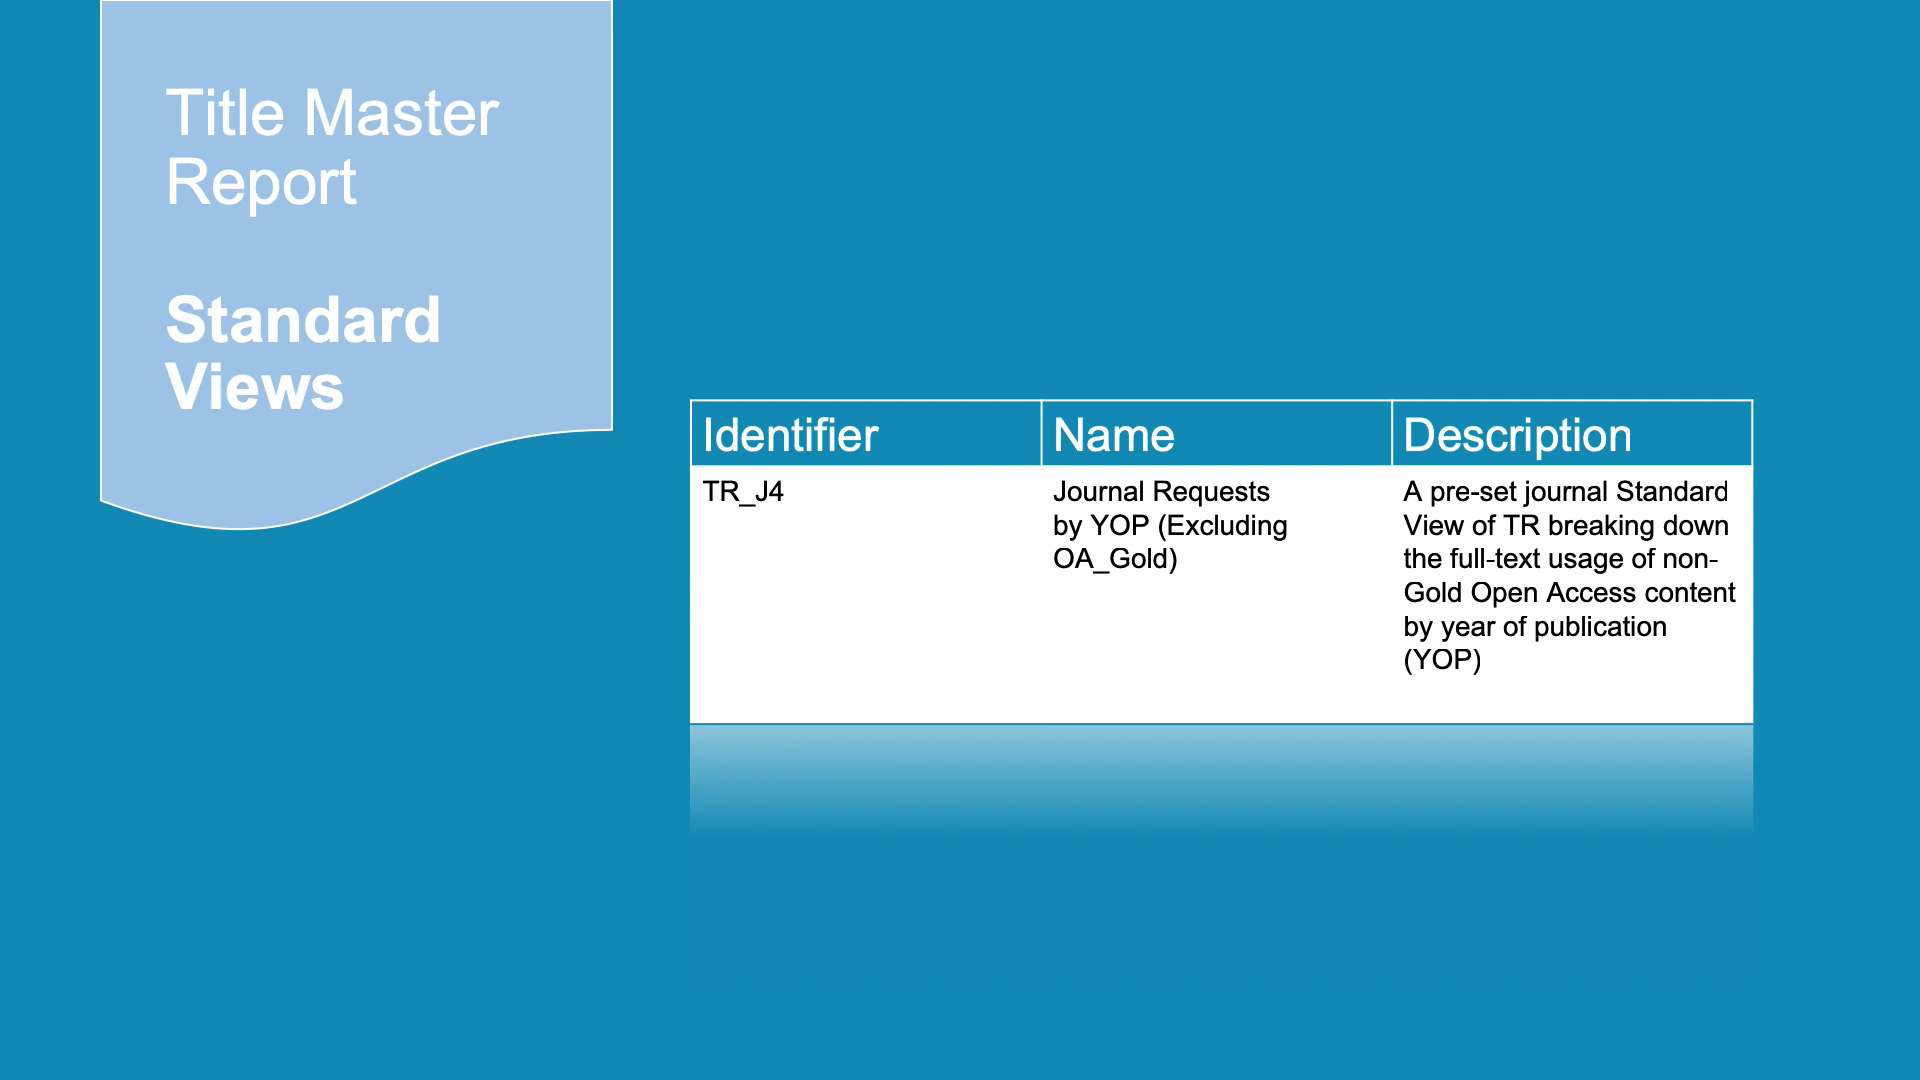 Title Master
Report
Standard
Views
Identifier
Name
Description
TR_J4
Journal Requests
by YOP (Excluding
OA_Gold)
A pre-set journal Standard
View of TR breaking down
the full-text usage of non-
Gold Open Access content
by year of publication
(YOP)